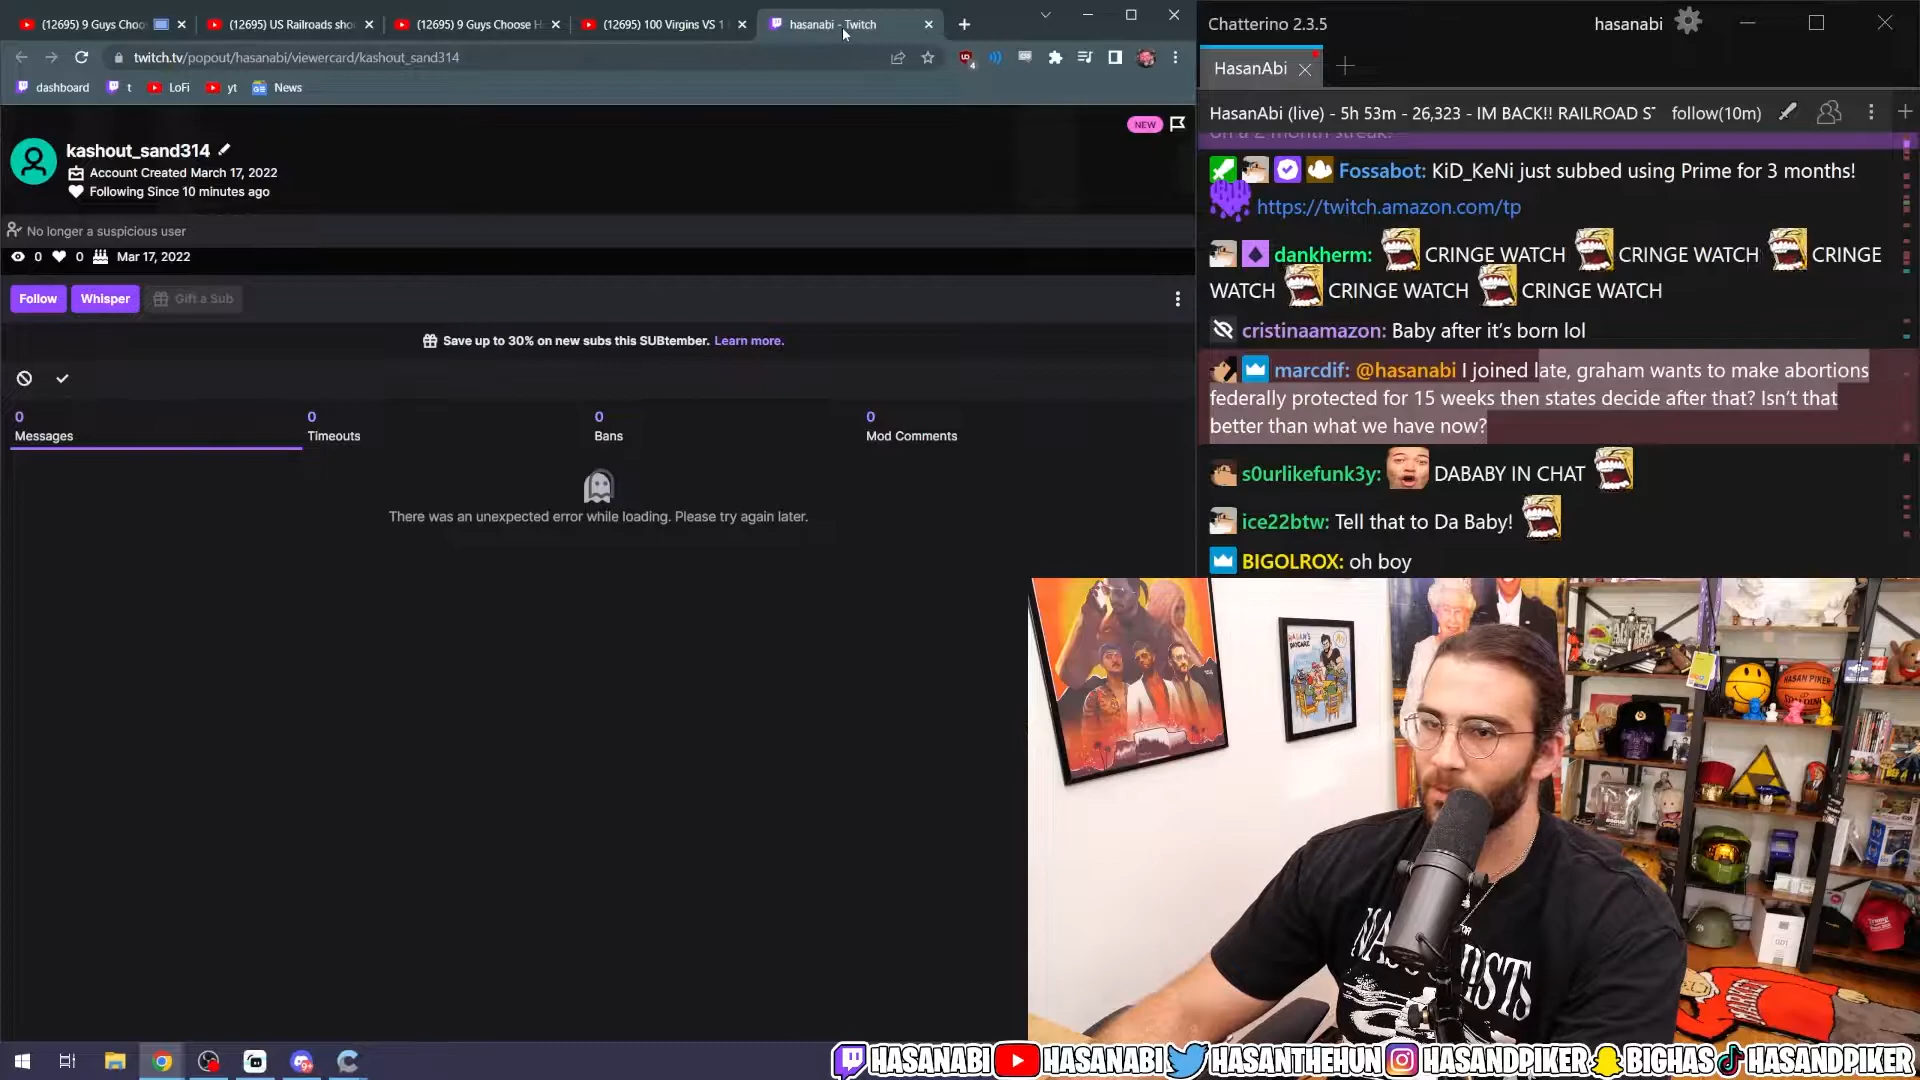 (12695) 9 Guys Choo
(12695) US Railroads sho
(12695) 9 Guys Choose H
(12695) 100 Virgins VS 1
hasanabi - Twitch
twitch.tv/popout/hasanabi/viewercard/kashout_sand314
dashboard
t
LoFi
yt
News
NEW
kashout_sand314
Account Created March 17, 2022
Following Since 10 minutes ago
No longer a suspicious user
0
0
Mar 17, 2022
Follow
Whisper
Gift a Sub
Save up to 30% on new subs this SUBtember. Learn more.
0
Messages
0
Timeouts
0
Bans
0
Mod Comments
There was an unexpected error while loading. Please try again later.
Chatterino 2.3.5
hasanabi
HasanAbi
HasanAbi (live) - 5h 53m - 26,323 - IM BACK!! RAILROAD ST
follow(10m)
on a 2 month streak!
Fossabot: KiD_KeNi just subbed using Prime for 3 months!
https://twitch.amazon.com/tp
dankherm: CRINGE WATCH CRINGE WATCH CRINGE
WATCH CRINGE WATCH CRINGE WATCH
cristinaamazon: Baby after it’s born lol
marcdif: @hasanabi I joined late, graham wants to make abortions
federally protected for 15 weeks then states decide after that? Isn’t that
better than what we have now?
s0urlikefunk3y: DABABY IN CHAT
ice22btw: Tell that to Da Baby!
BIGOLROX: oh boy
HASAN PIKER
SPALDING
HASANABI
HASANABI
HASANTHEHUN
HASANDPIKER
BIGHAS
HASANDPIKER